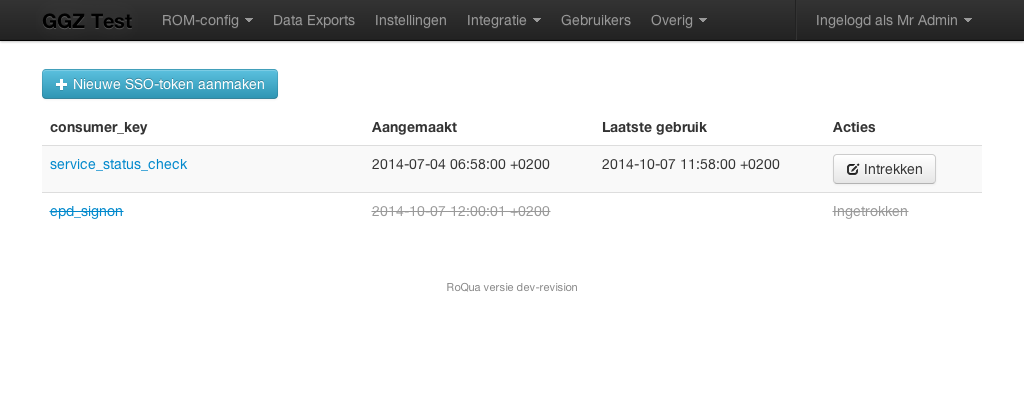 GGZ Test ROM-config Data Exports Instellingen Integratie Gebruikers Overig Ingelogd als Mr Admin
Nieuwe SSO-token aanmaken
consumer_key Aangemaakt Laatste gebruik Acties
service_status_check 2014-07-04 06:58:00 +0200 2014-10-07 11:58:00 +0200 Intrekken
epd_signon 2014-10-07 12:00:01 +0200 Ingetrokken
RoQua versie dev-revision